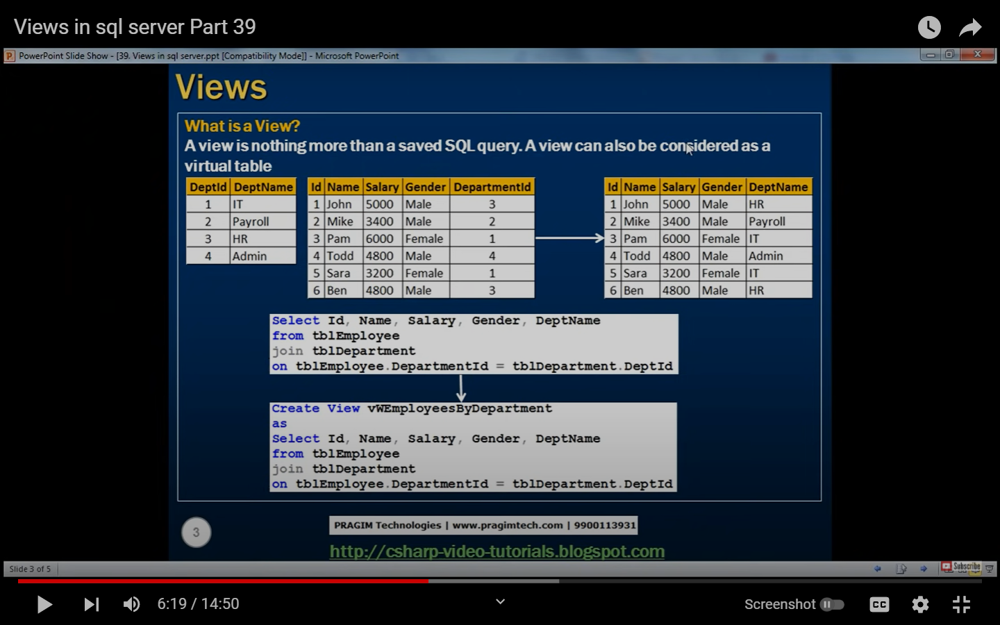 Views in sql server Part 39
PowerPoint Slide Show - [39. Views in sql server.ppt [Compatibility Mode]] - Microsoft PowerPoint
Views
What is a View?
A view is nothing more than a saved SQL query. A view can also be considered as a
virtual table
DeptId DeptName
1 IT
2 Payroll
3 HR
4 Admin
Id Name Salary Gender DepartmentId
1 John 5000 Male 3
2 Mike 3400 Male 2
3 Pam 6000 Female 1
4 Todd 4800 Male 4
5 Sara 3200 Female 1
6 Ben 4800 Male 3
Id Name Salary Gender DeptName
1 John 5000 Male HR
2 Mike 3400 Male Payroll
3 Pam 6000 Female IT
4 Todd 4800 Male Admin
5 Sara 3200 Female IT
6 Ben 4800 Male HR
Select Id, Name, Salary, Gender, DeptName
from tblEmployee
join tblDepartment
on tblEmployee.DepartmentId = tblDepartment.DeptId
Create View vWEmployeesByDepartment
as
Select Id, Name, Salary, Gender, DeptName
from tblEmployee
join tblDepartment
on tblEmployee.DepartmentId = tblDepartment.DeptId
3
PRAGIM Technologies | www.pragimtech.com | 9900113931
http://csharp-video-tutorials.blogspot.com
Slide 3 of 5
Subscribe
6:19 / 14:50
Screenshot
CC